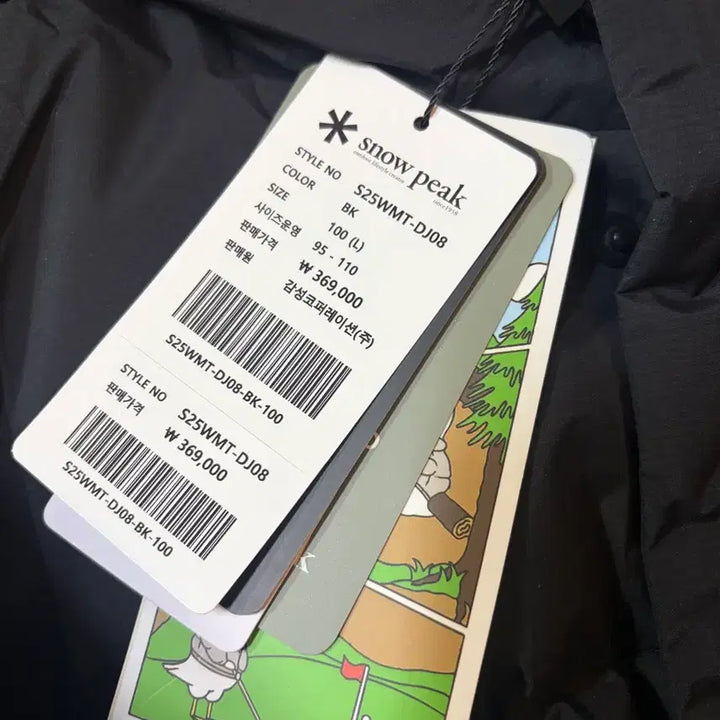 snow peak
outdoor lifestyle creator
since 1958
STYLE NO S25WMT-DJ08
COLOR BK
SIZE 100 (L)
사이즈운영 95 - 110
판매가격 ₩ 369,000
판매원 감성코퍼레이션(주)
S25WMT-DJ08-BK-100
STYLE NO S25WMT-DJ08
판매가격 ₩ 369,000
S25WMT-DJ08-BK-100
K